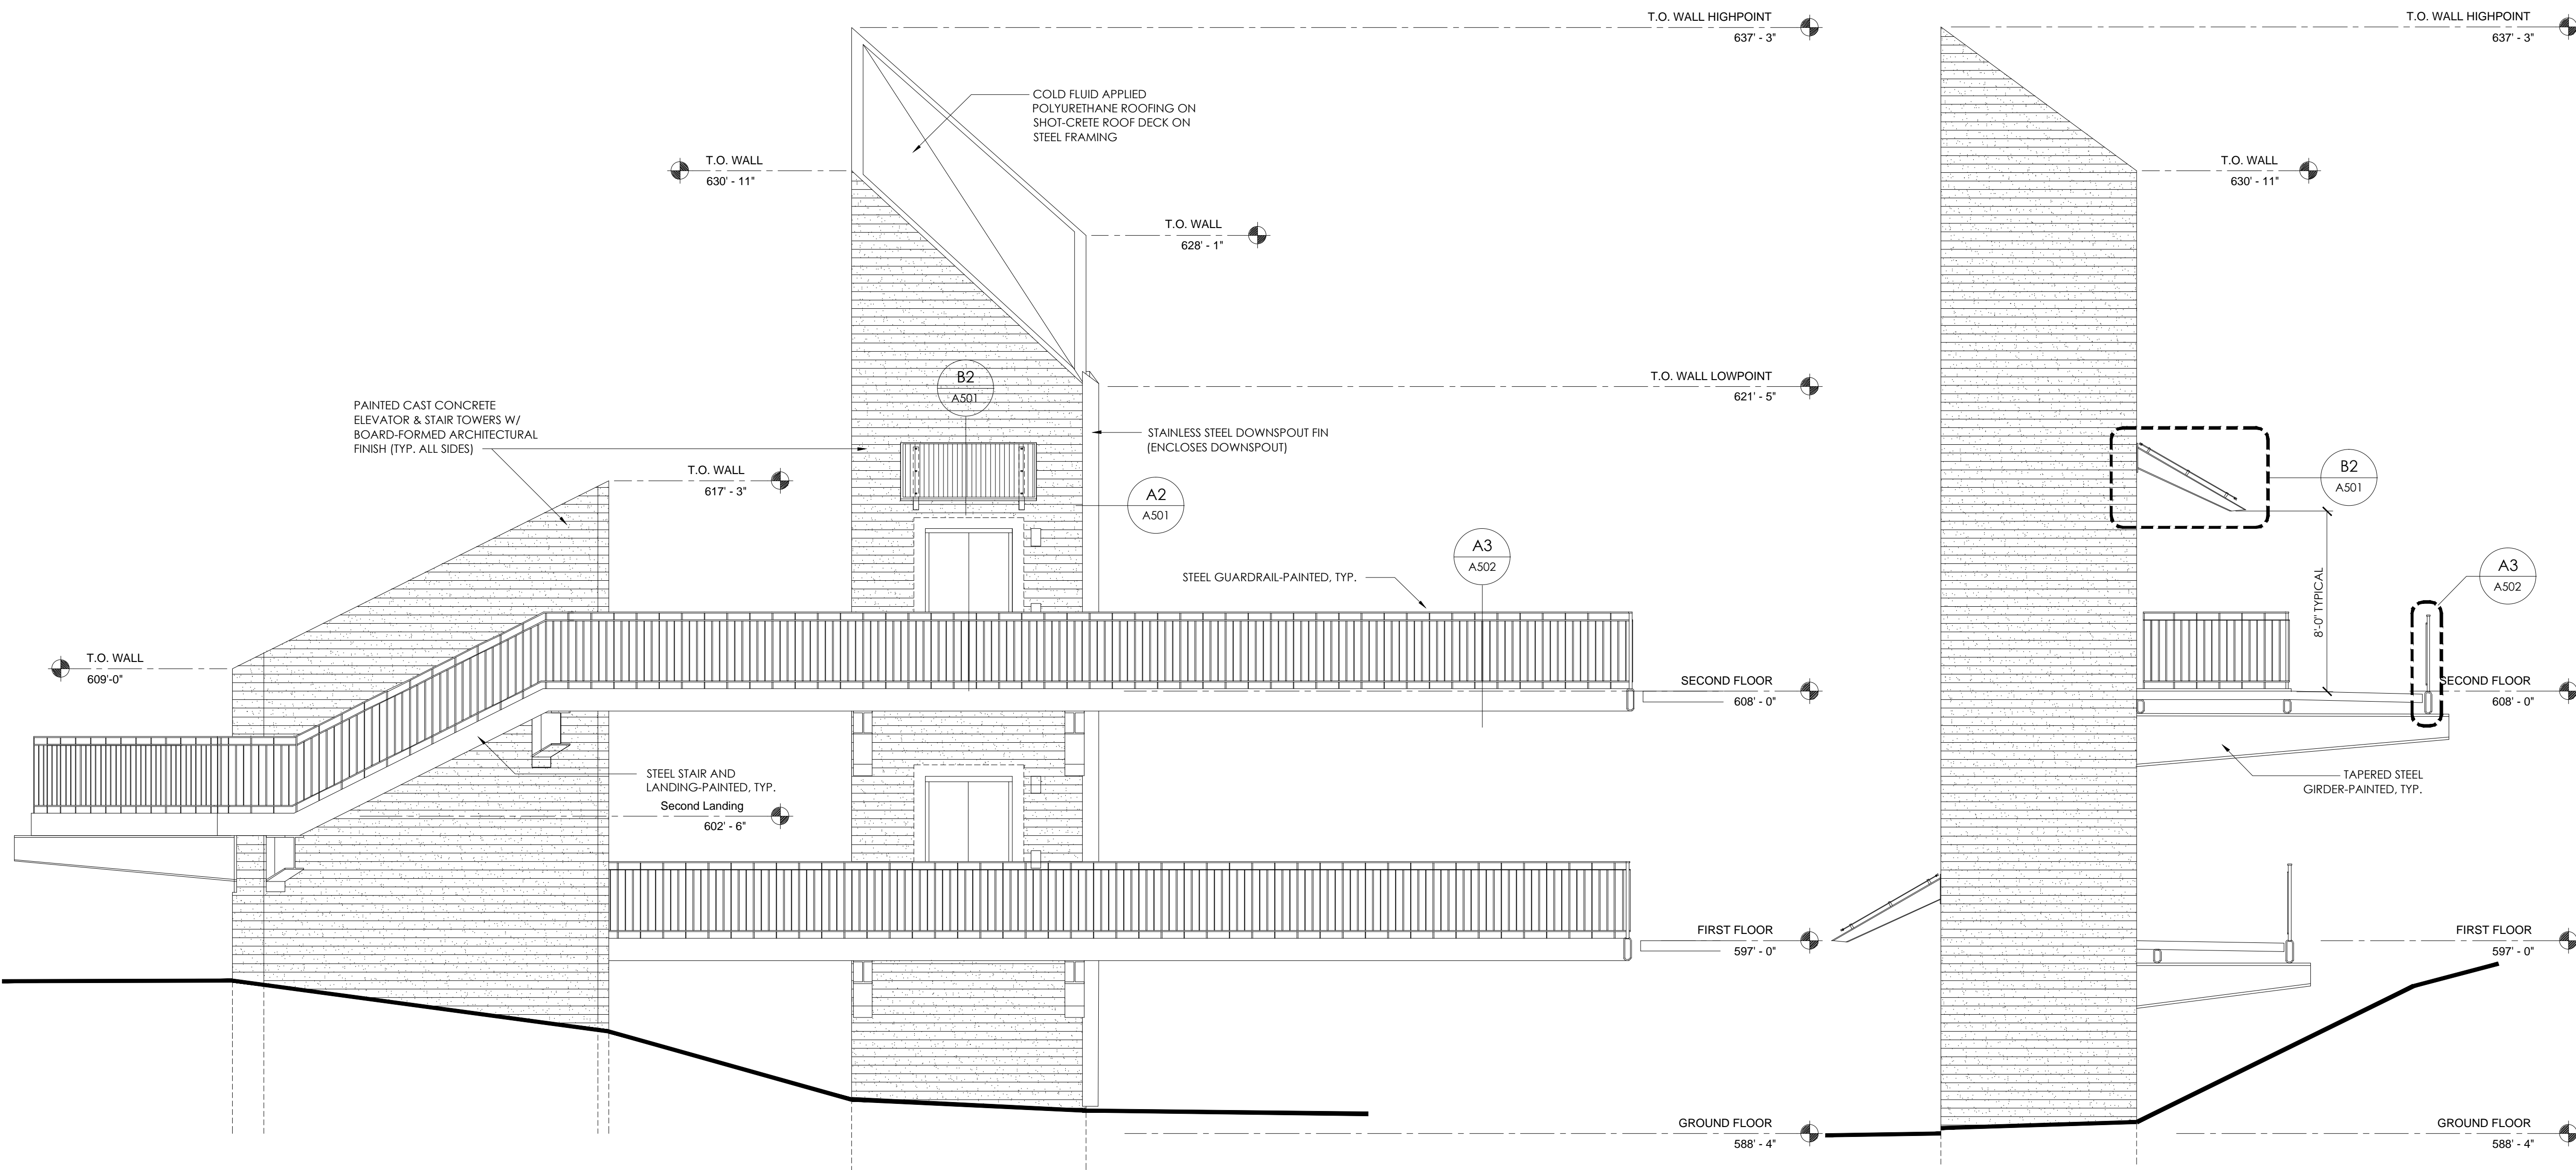 T.O. WALL HIGHPOINT
637' - 3"
T.O. WALL HIGHPOINT
637' - 3"
COLD FLUID APPLIED
POLYURETHANE ROOFING ON
SHOT-CRETE ROOF DECK ON
STEEL FRAMING
T.O. WALL
630' - 11"
T.O. WALL
630' - 11"
T.O. WALL
628' - 1"
B2
A501
T.O. WALL LOWPOINT
621' - 5"
PAINTED CAST CONCRETE
ELEVATOR & STAIR TOWERS W/
BOARD-FORMED ARCHITECTURAL
FINISH (TYP. ALL SIDES)
STAINLESS STEEL DOWNSPOUT FIN
(ENCLOSES DOWNSPOUT)
T.O. WALL
617' - 3"
A2
A501
B2
A501
A3
A502
STEEL GUARDRAIL-PAINTED, TYP.
8'-0" TYPICAL
A3
A502
T.O. WALL
609'-0"
SECOND FLOOR
608' - 0"
SECOND FLOOR
608' - 0"
STEEL STAIR AND
LANDING-PAINTED, TYP.
Second Landing
602' - 6"
TAPERED STEEL
GIRDER-PAINTED, TYP.
FIRST FLOOR
597' - 0"
FIRST FLOOR
597' - 0"
GROUND FLOOR
588' - 4"
GROUND FLOOR
588' - 4"